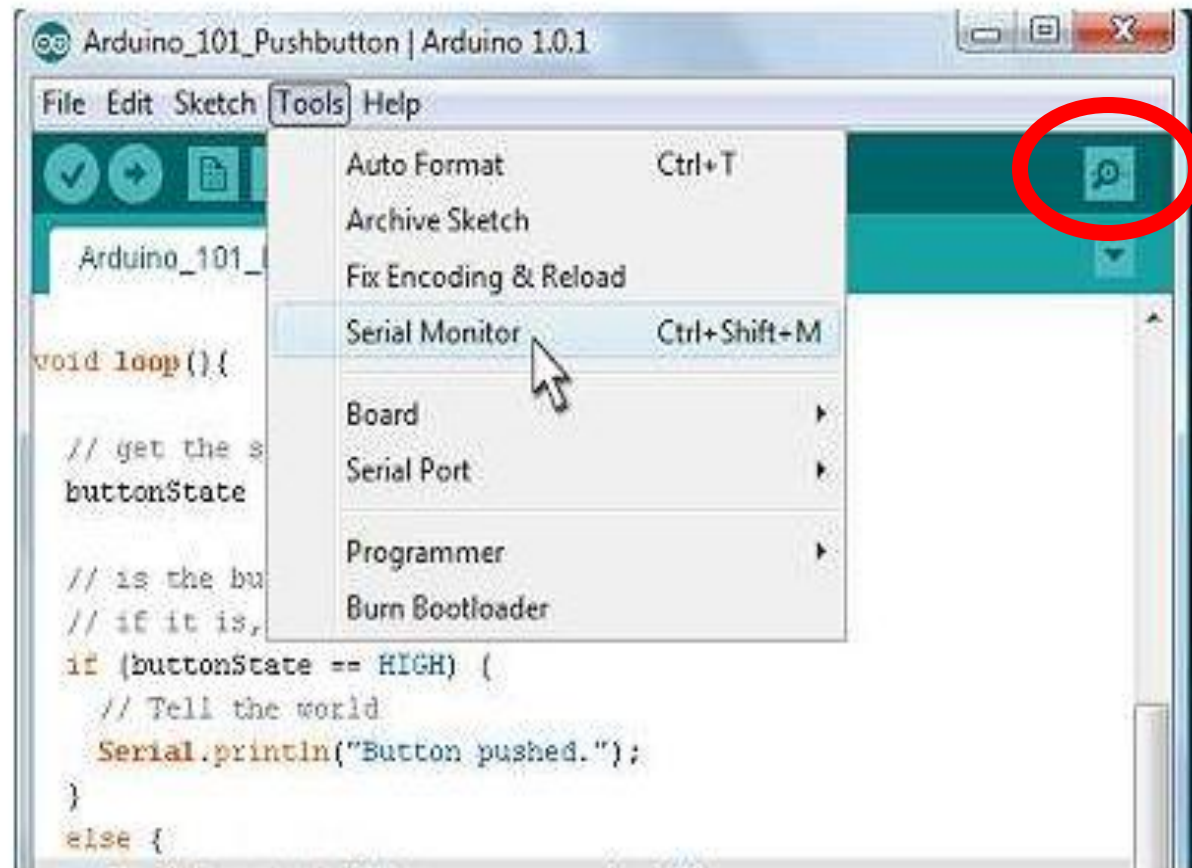 Arduino_101_Pushbutton | Arduino 1.0.1
File Edit Sketch Tools Help
Auto Format Ctrl+T
Archive Sketch
Arduino_101_
Fix Encoding & Reload
Serial Monitor Ctrl+Shift+M
void loop(){
Board
// get the s
Serial Port
buttonState
Programmer
// is the bu
Burn Bootloader
// if it is,
if (buttonState == HIGH) {
// Tell the world
Serial.println("Button pushed.");
}
else {